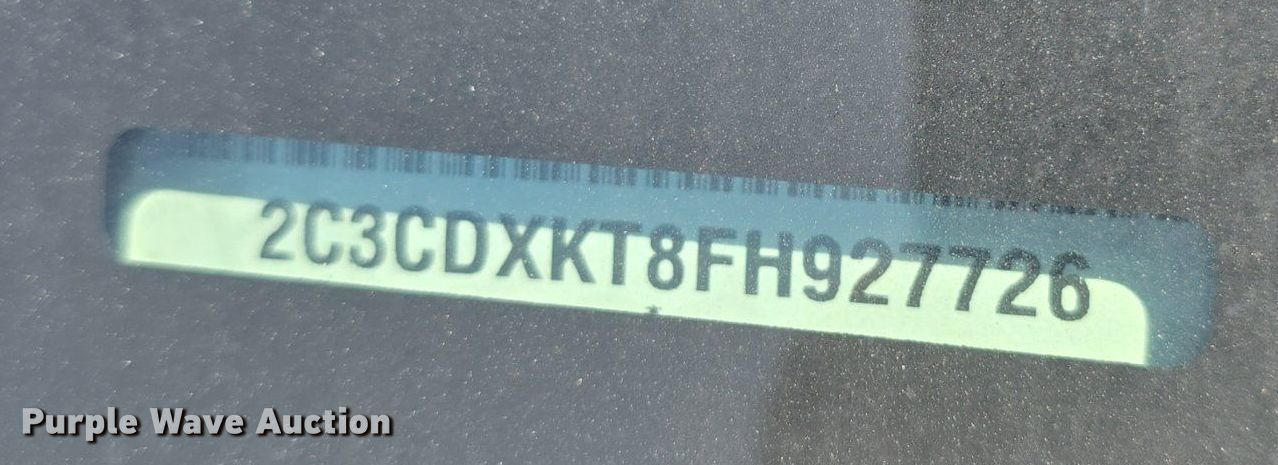 2C3CDXKT8FH927726
Purple Wave Auction